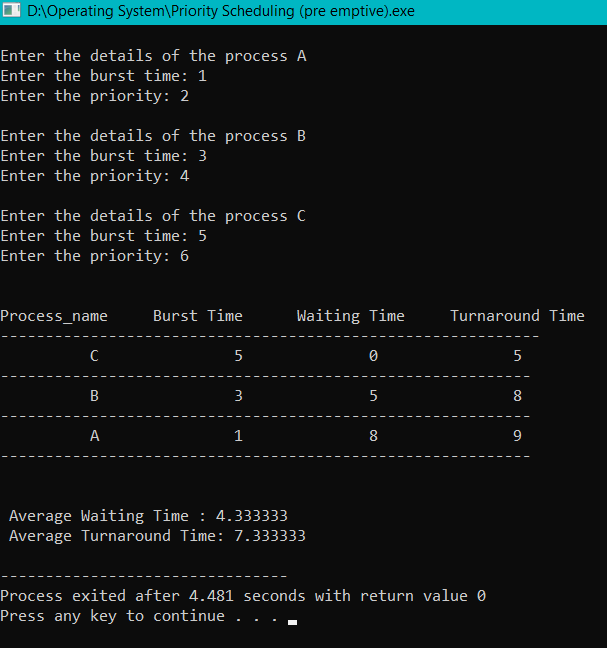 D:\Operating System\Priority Scheduling (pre emptive).exe
Enter the details of the process A
Enter the burst time: 1
Enter the priority: 2
Enter the details of the process B
Enter the burst time: 3
Enter the priority: 4
Enter the details of the process C
Enter the burst time: 5
Enter the priority: 6
Process_name     Burst Time      Waiting Time     Turnaround Time
------------------------------------------------------------
          C               5              0               5
-----------------------------------------------------------
          B               3              5               8
-----------------------------------------------------------
          A               1              8               9
-----------------------------------------------------------
 Average Waiting Time : 4.333333
 Average Turnaround Time: 7.333333
--------------------------------
Process exited after 4.481 seconds with return value 0
Press any key to continue . . .